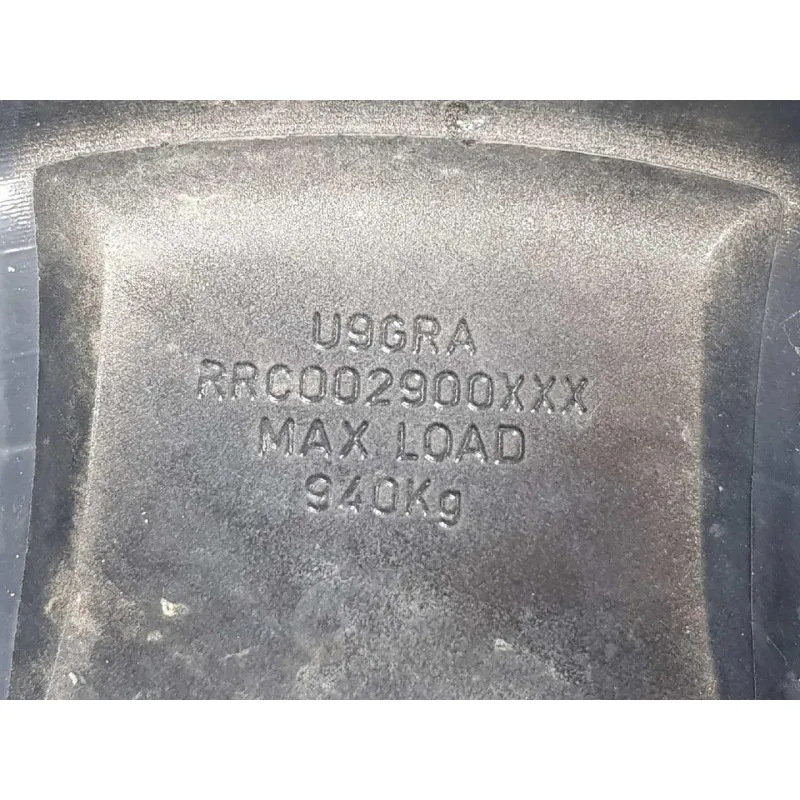 U9GRA
RRC002900XXX
MAX LOAD
940Kg